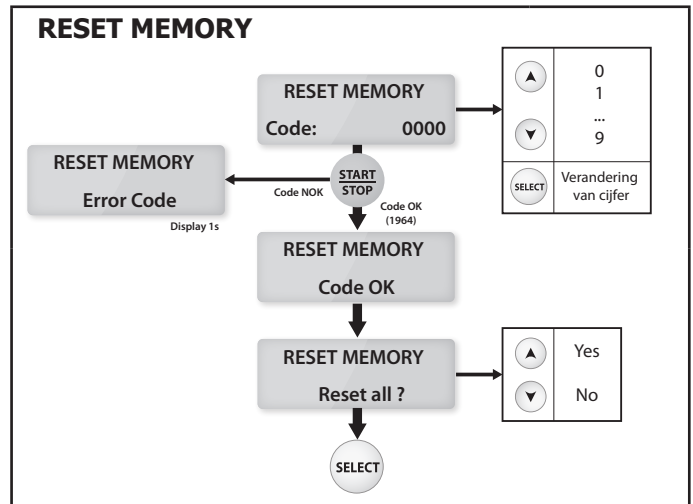 RESET MEMORY
RESET MEMORY
Code: 0000
0
1
...
9
SELECT
Verandering
van cijfer
RESET MEMORY
Error Code
Display 1s
Code NOK
START
STOP
Code OK
(1964)
RESET MEMORY
Code OK
RESET MEMORY
Reset all ?
Yes
No
SELECT